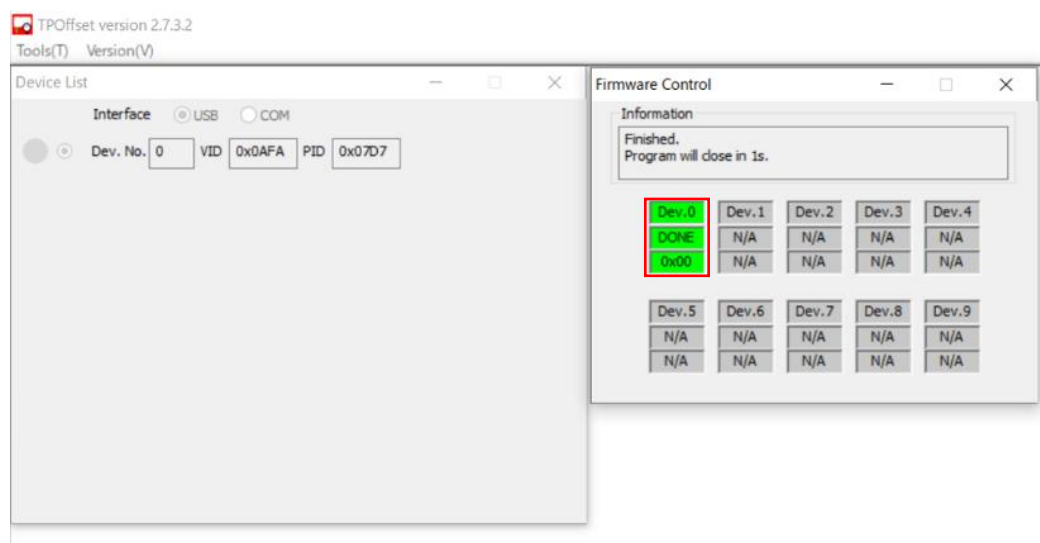 TPOffset version 2.7.3.2
Tools(T) Version(V)
Device List
Interface USB COM
Dev. No. 0 VID 0x0AFA PID 0x07D7
Firmware Control
Information
Finished.
Program will close in 1s.
Dev.0 Dev.1 Dev.2 Dev.3 Dev.4
DONE N/A N/A N/A N/A
0x00 N/A N/A N/A N/A
Dev.5 Dev.6 Dev.7 Dev.8 Dev.9
N/A N/A N/A N/A N/A
N/A N/A N/A N/A N/A